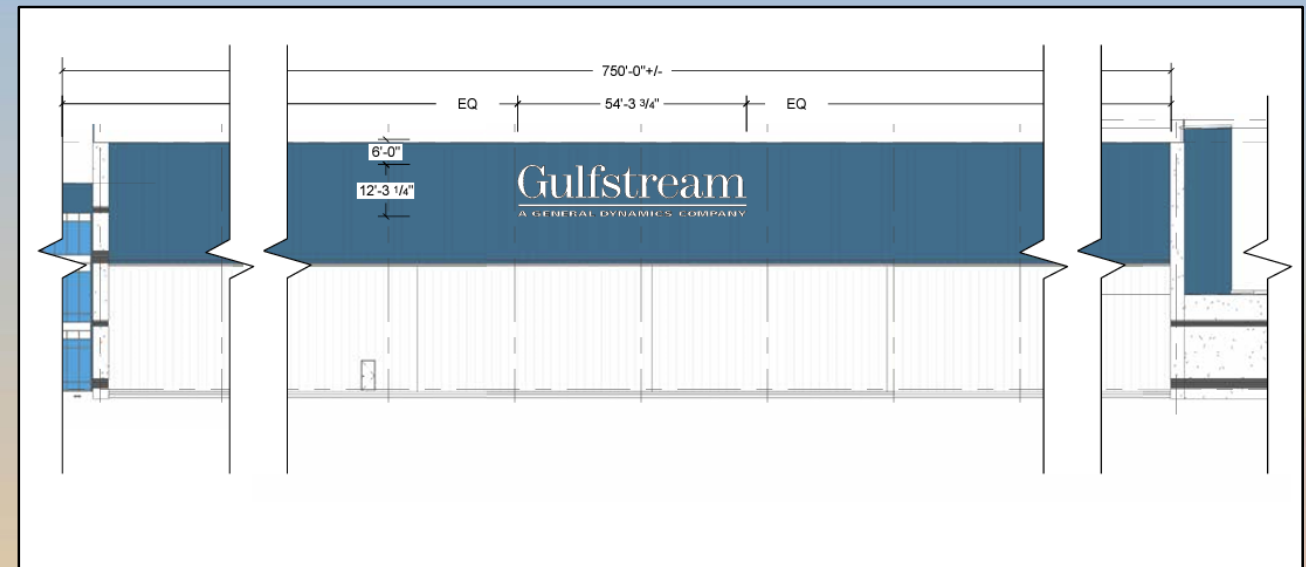 750'-0"+/-
EQ 54'-3 3/4" EQ
6'-0"
12'-3 1/4"
Gulfstream
A GENERAL DYNAMICS COMPANY